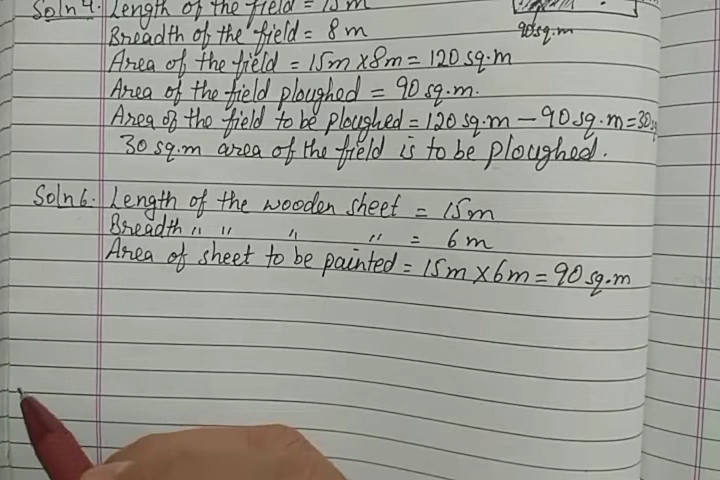 Soln 4. Length of the field = 15 m
90 sq.m
Breadth of the field = 8 m
Area of the field = 15m x 8m = 120 sq.m
Area of the field ploughed = 90 sq.m.
Area of the field to be ploughed = 120 sq.m - 90 sq.m = 30
30 sq.m area of the field is to be ploughed.
Soln 6. Length of the wooden sheet = 15m
Breadth " " " " = 6 m
Area of sheet to be painted = 15m x 6m = 90 sq.m